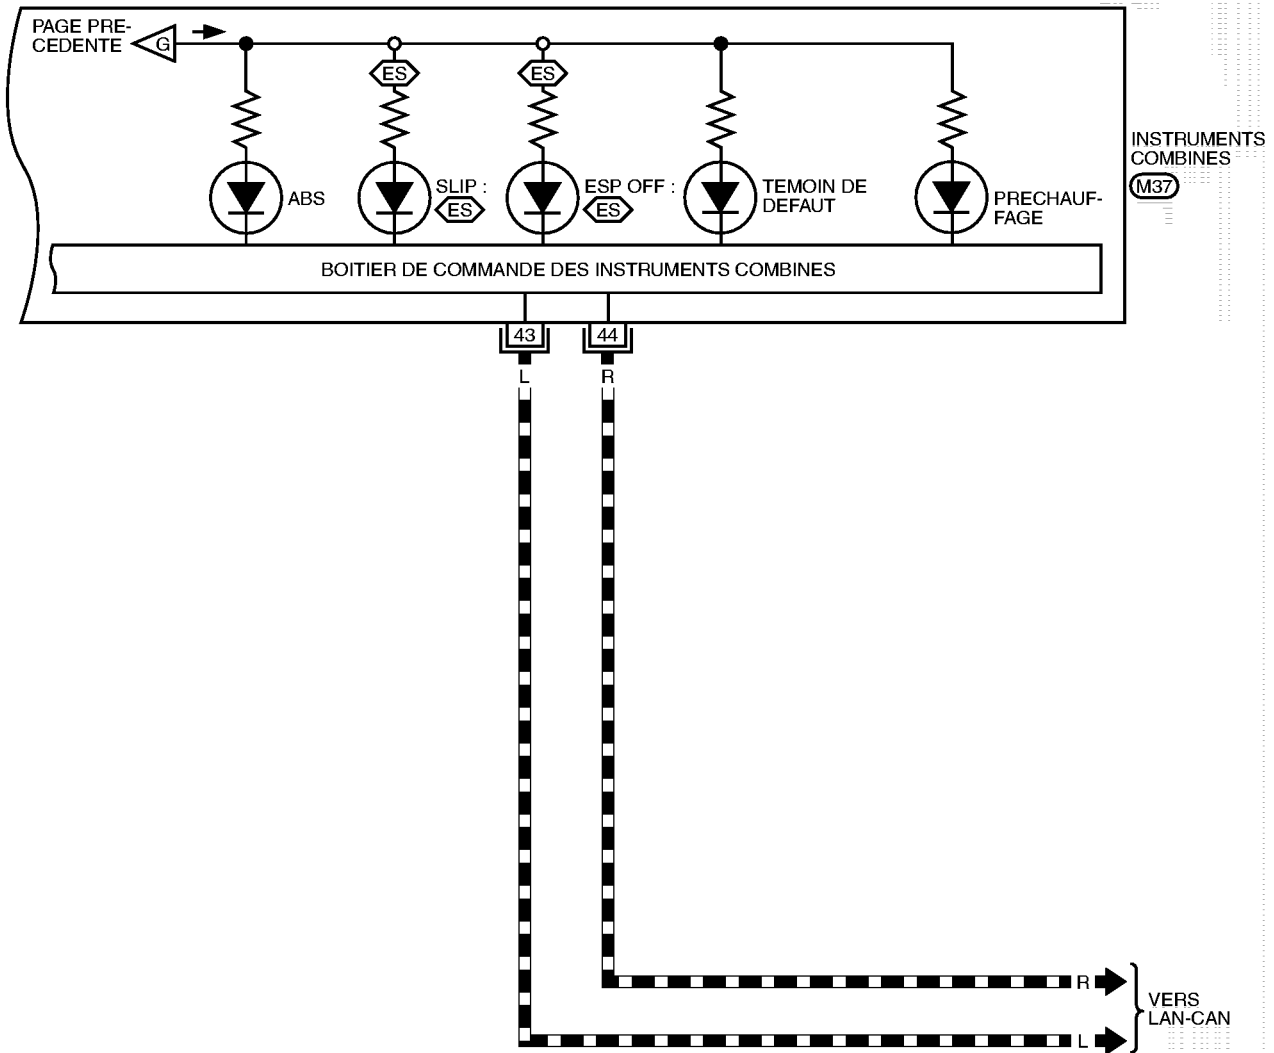 PAGE PRE-
CEDENTE
G
ES
ES
ABS
SLIP :
ES
ESP OFF :
ES
TEMOIN DE
DEFAUT
PRECHAUF-
FAGE
INSTRUMENTS
COMBINES
M37
BOITIER DE COMMANDE DES INSTRUMENTS COMBINES
43
44
L
R
R
L
VERS
LAN-CAN